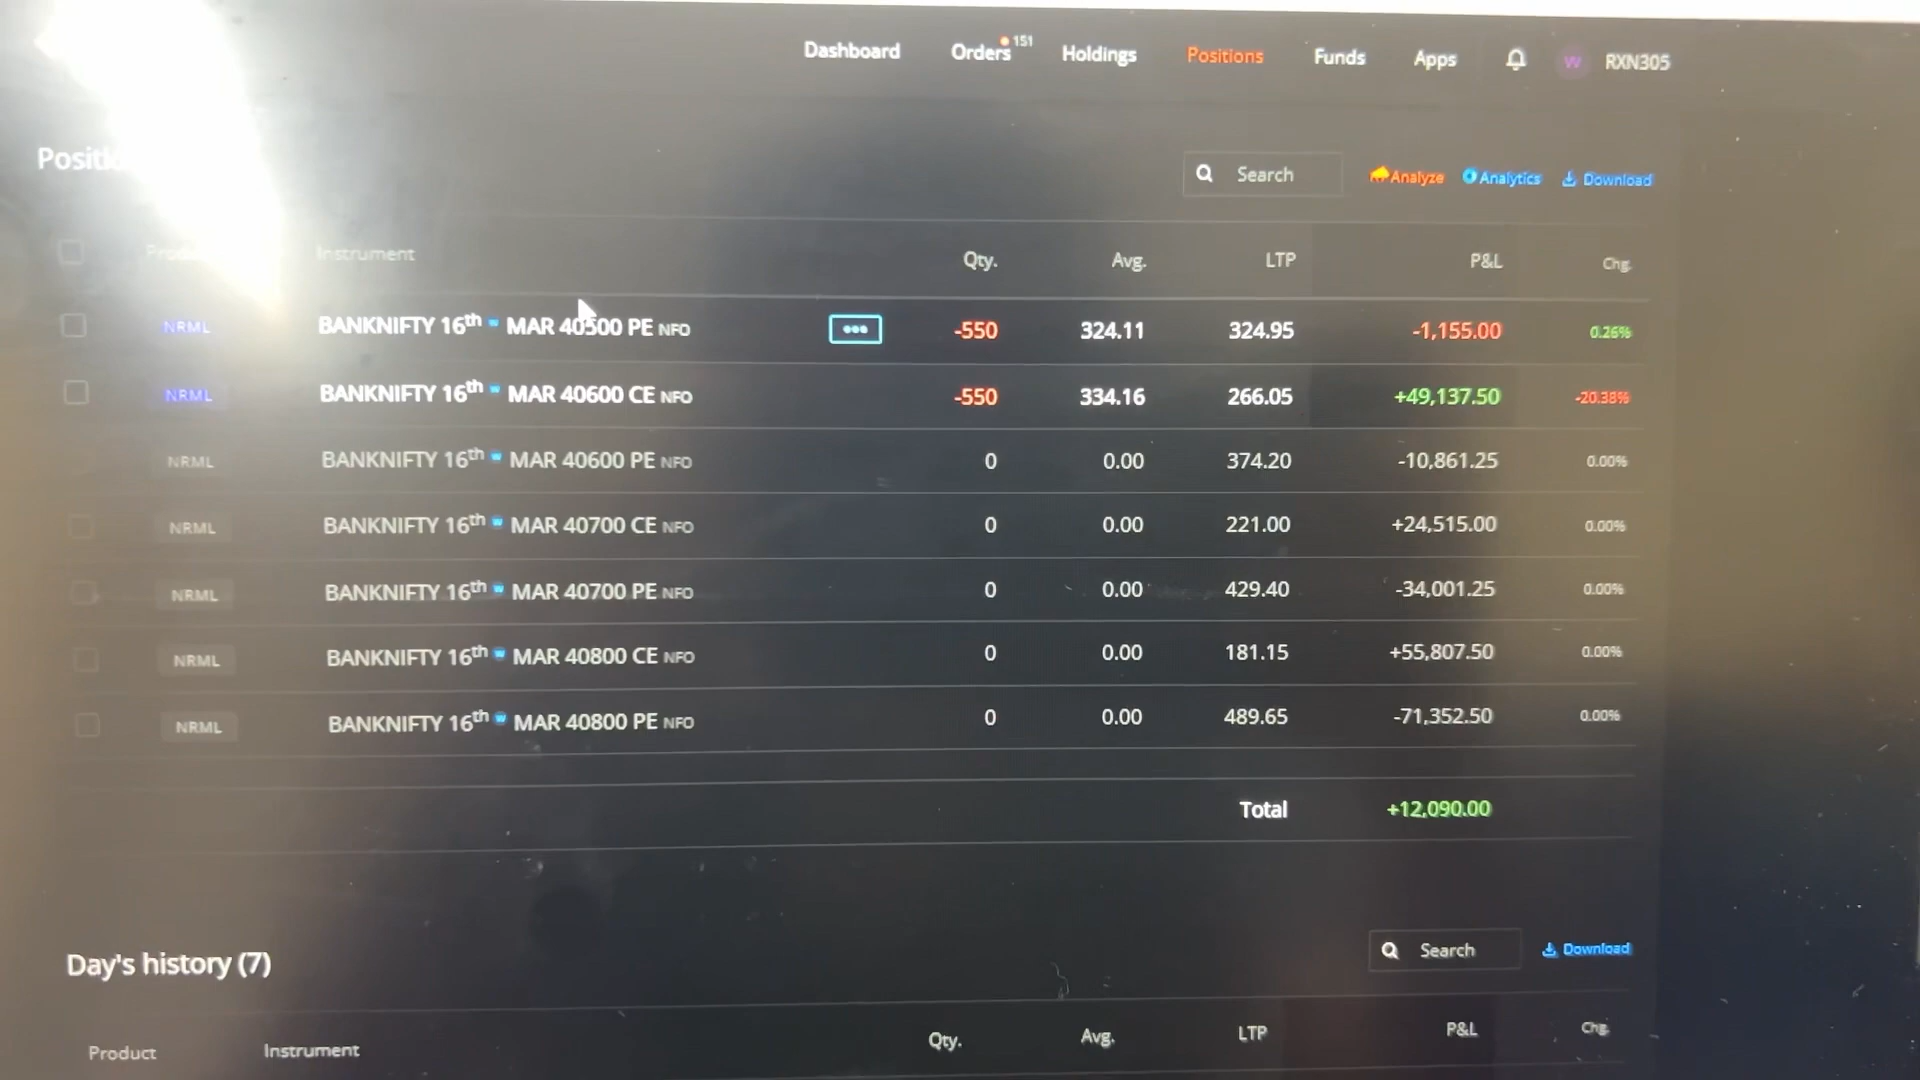 Dashboard Orders 151 Holdings Positions Funds Apps W RXN305
Search Analyze Analytics Download
Instrument Qty. Avg. LTP P&L Chg.
NRML BANKNIFTY 16th w MAR 40500 PE NFO ••• -550 324.11 324.95 -1,155.00 0.26%
NRML BANKNIFTY 16th w MAR 40600 CE NFO -550 334.16 266.05 +49,137.50 -20.38%
NRML BANKNIFTY 16th w MAR 40600 PE NFO 0 0.00 374.20 -10,861.25 0.00%
NRML BANKNIFTY 16th w MAR 40700 CE NFO 0 0.00 221.00 +24,515.00 0.00%
NRML BANKNIFTY 16th w MAR 40700 PE NFO 0 0.00 429.40 -34,001.25 0.00%
NRML BANKNIFTY 16th w MAR 40800 CE NFO 0 0.00 181.15 +55,807.50 0.00%
NRML BANKNIFTY 16th w MAR 40800 PE NFO 0 0.00 489.65 -71,352.50 0.00%
Total +12,090.00
Day's history (7) Search Download
Product Instrument Qty. Avg. LTP P&L Chg.